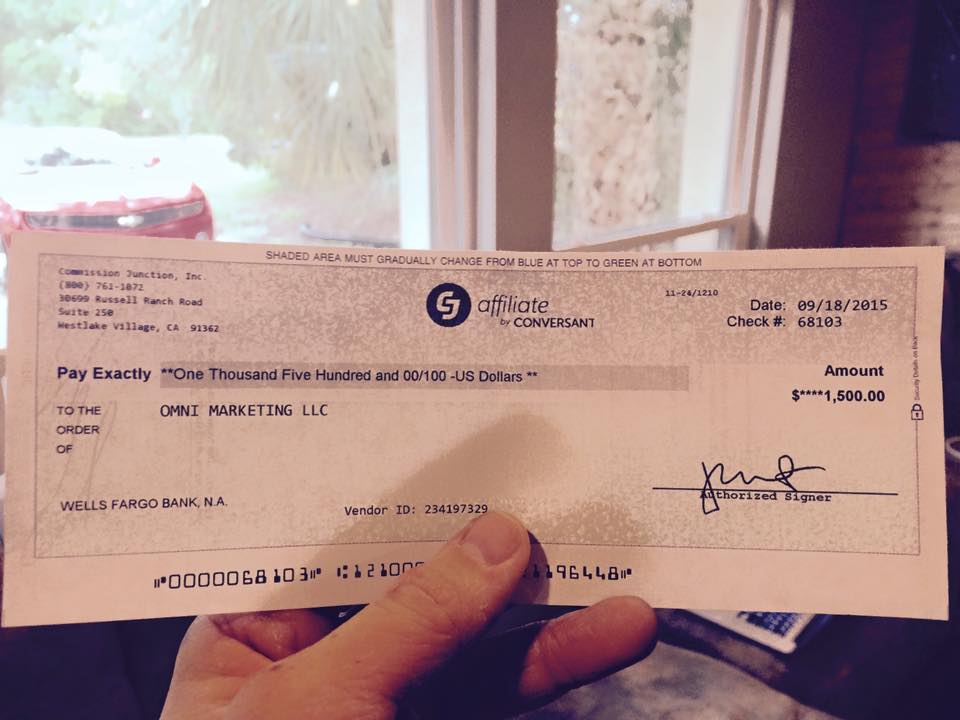 SHADED AREA MUST GRADUALLY CHANGE FROM BLUE AT TOP TO GREEN AT BOTTOM
Commission Junction, Inc.
(800) 761-1072
30699 Russell Ranch Road
Suite 250
Westlake Village, CA 91362
CJ affiliate
by CONVERSANT
11-24/1210
Date: 09/18/2015
Check #: 68103
Pay Exactly **One Thousand Five Hundred and 00/100 -US Dollars **
Amount
$****1,500.00
TO THE
ORDER
OF
OMNI MARKETING LLC
Security Details on Back
Authorized Signer
WELLS FARGO BANK, N.A.
Vendor ID: 234197329
⑈0000068103⑈ ⑆12100 196448⑈